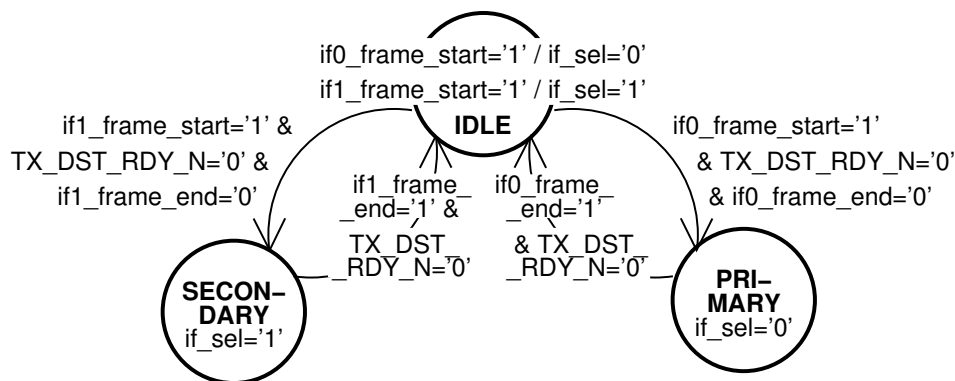 if0_frame_start='1' / if_sel='0'
if1_frame_start='1' / if_sel='1'
IDLE
if1_frame_start='1' &
TX_DST_RDY_N='0' &
if1_frame_end='0'
if0_frame_start='1'
& TX_DST_RDY_N='0'
& if0_frame_end='0'
if1_frame_
_end='1' &
TX_DST_
_RDY_N='0'
if0_frame_
_end='1'
& TX_DST_
_RDY_N='0'
SECON–
DARY
if_sel='1'
PRI–
MARY
if_sel='0'